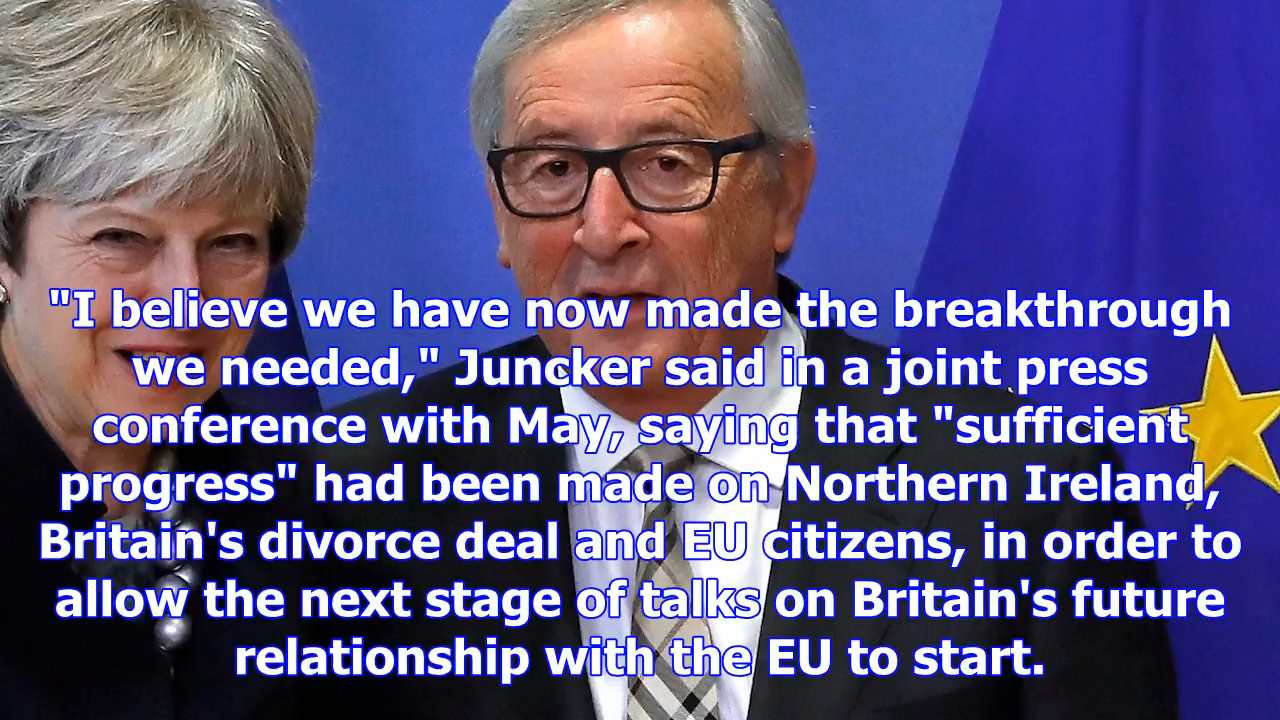 "I believe we have now made the breakthrough
we needed," Juncker said in a joint press
conference with May, saying that "sufficient
progress" had been made on Northern Ireland,
Britain's divorce deal and EU citizens, in order to
allow the next stage of talks on Britain's future
relationship with the EU to start.